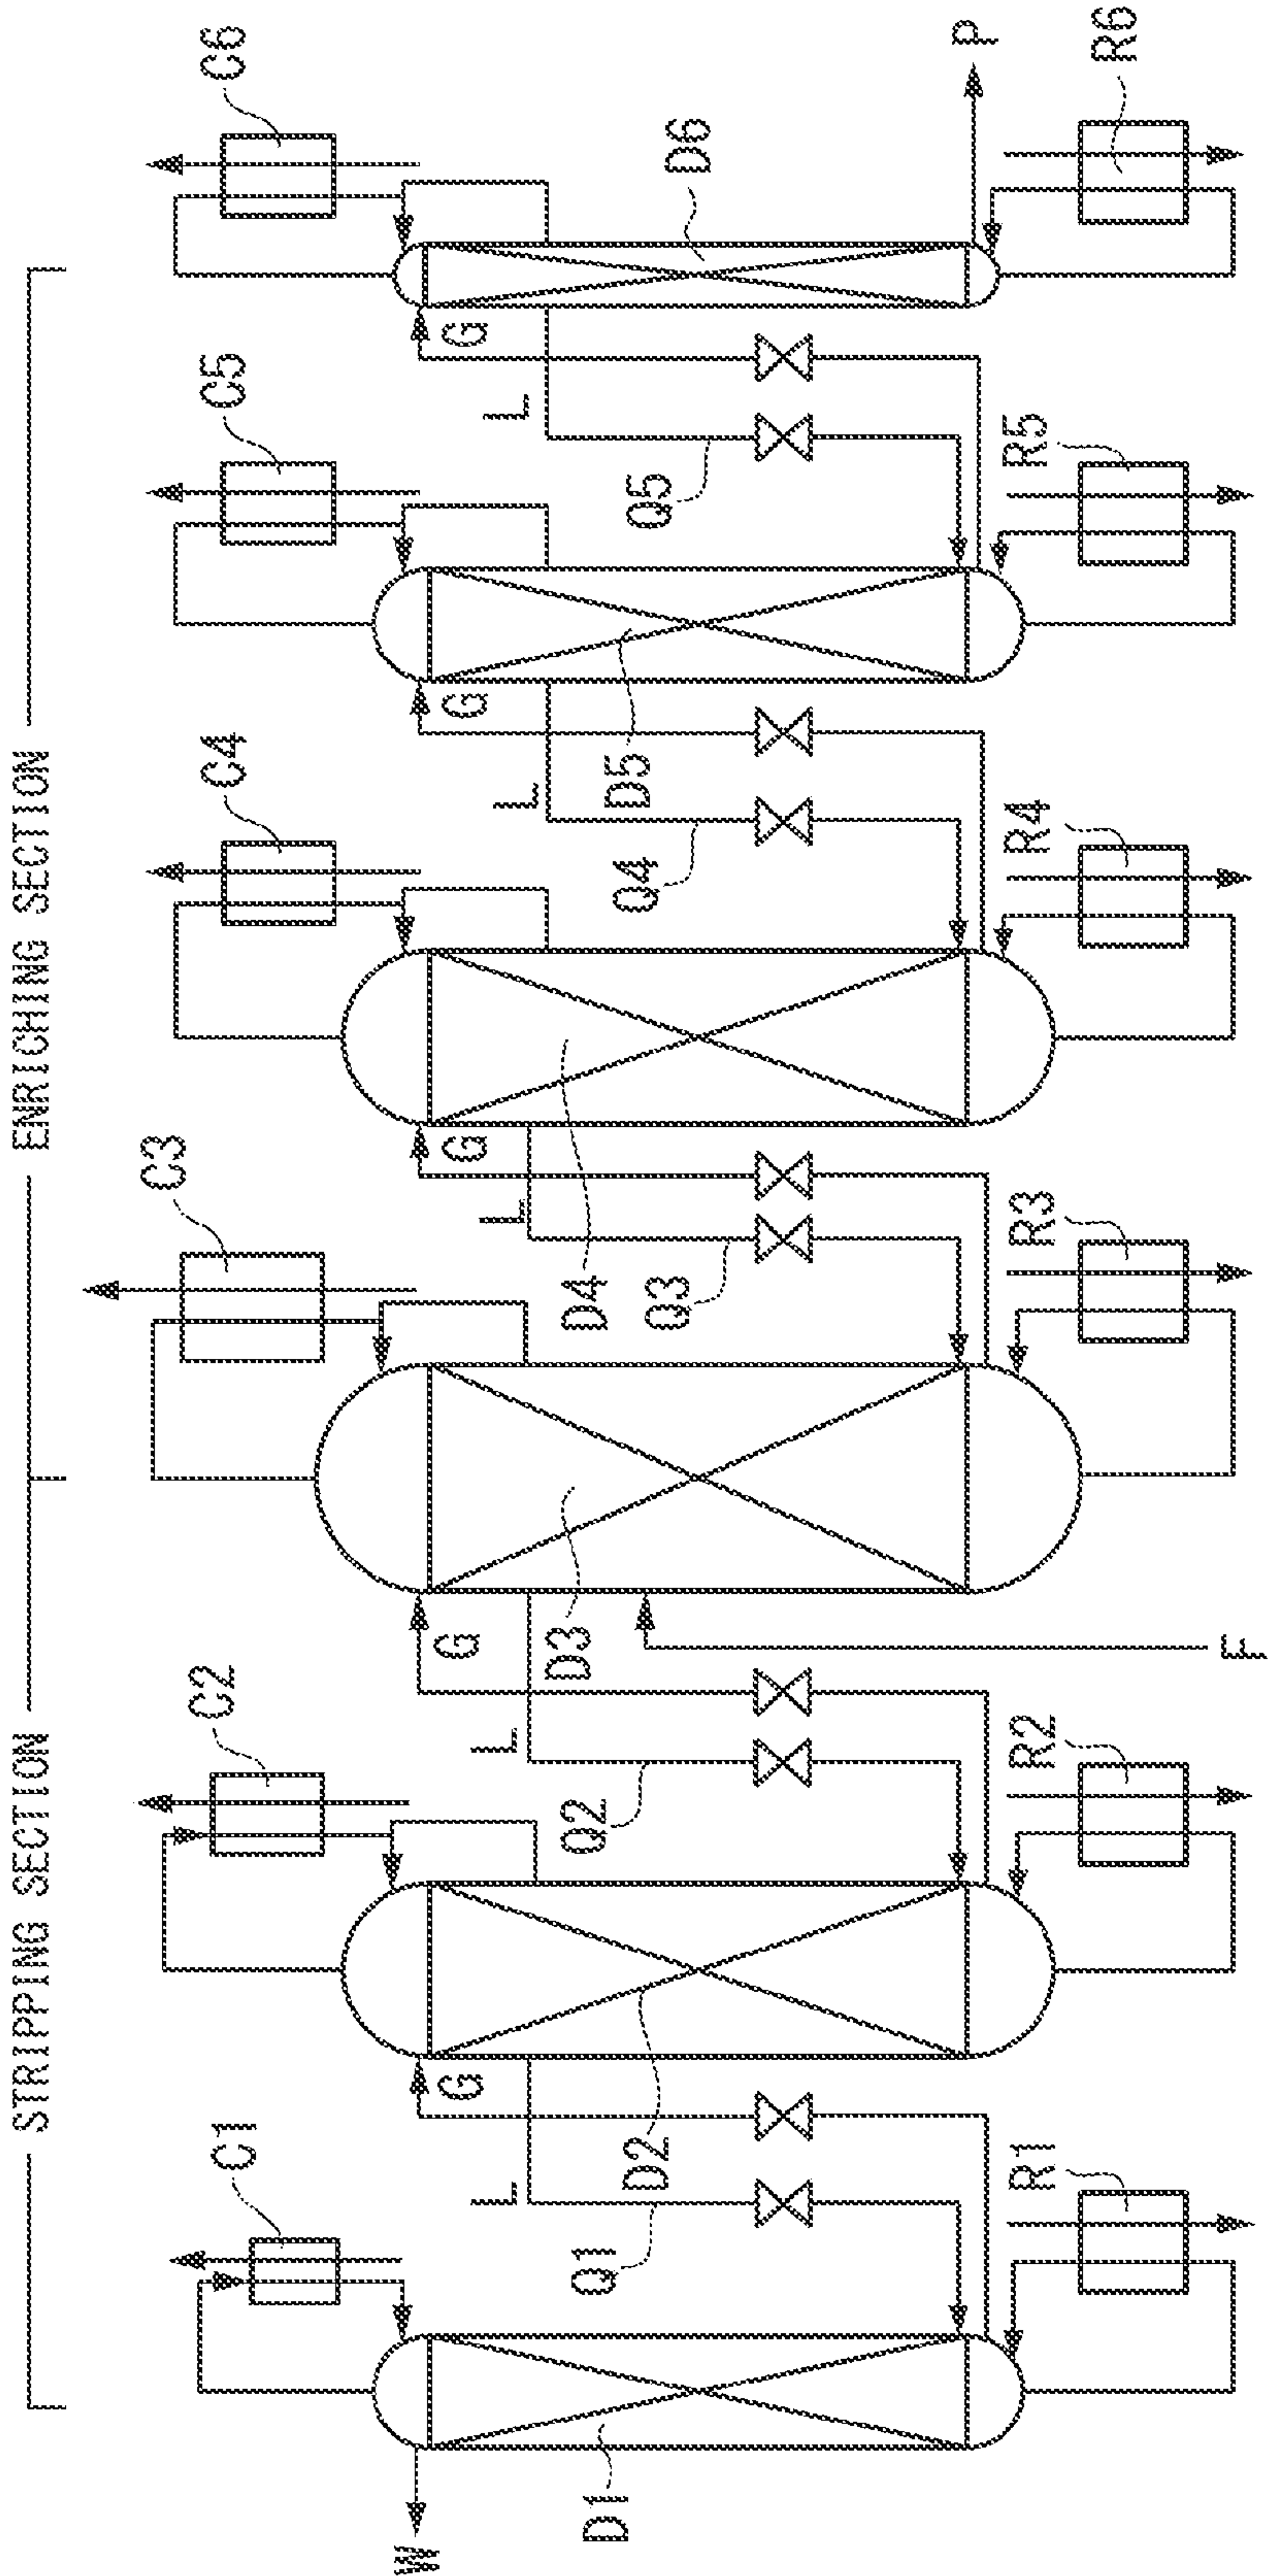 STRIPPING SECTION
ENRICHING SECTION
C1
C2
C3
C4
C5
C6
W
G
G
G
G
G
L
L
L
L
L
D1
D2
D3
D4
D5
D6
Q1
Q2
Q3
Q4
Q5
P
R1
R2
R3
R4
R5
R6
F